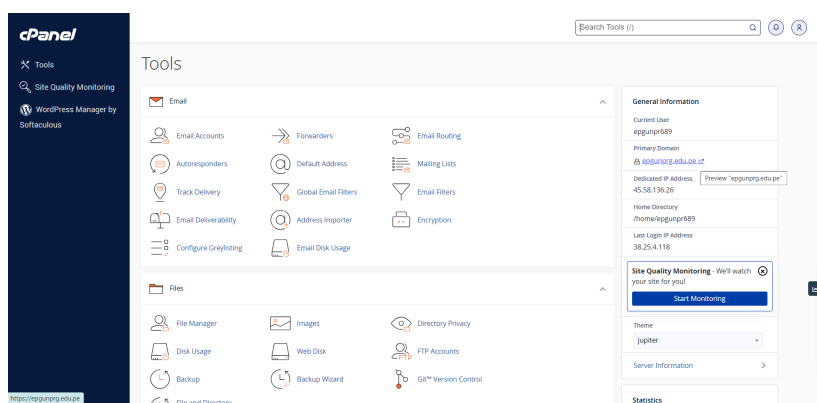 cPanel
Search Tools (/)
Tools
Site Quality Monitoring
WordPress Manager by
Softaculous
Tools
Email
Email Accounts
Forwarders
Email Routing
Autoresponders
Default Address
Mailing Lists
Track Delivery
Global Email Filters
Email Filters
Email Deliverability
Address Importer
Encryption
Configure Greylisting
Email Disk Usage
Files
File Manager
Images
Directory Privacy
Disk Usage
Web Disk
FTP Accounts
Backup
Backup Wizard
Git™ Version Control
File and Directory
General Information
Current User
epgunpr689
Primary Domain
epgunprg.edu.pe
Preview "epgunprg.edu.pe"
Dedicated IP Address
45.58.136.26
Home Directory
/home/epgunpr689
Last Login IP Address
38.25.4.118
Site Quality Monitoring - We'll watch
your site for you!
Start Monitoring
Theme
jupiter
Server Information
Statistics
https://epgunprg.edu.pe